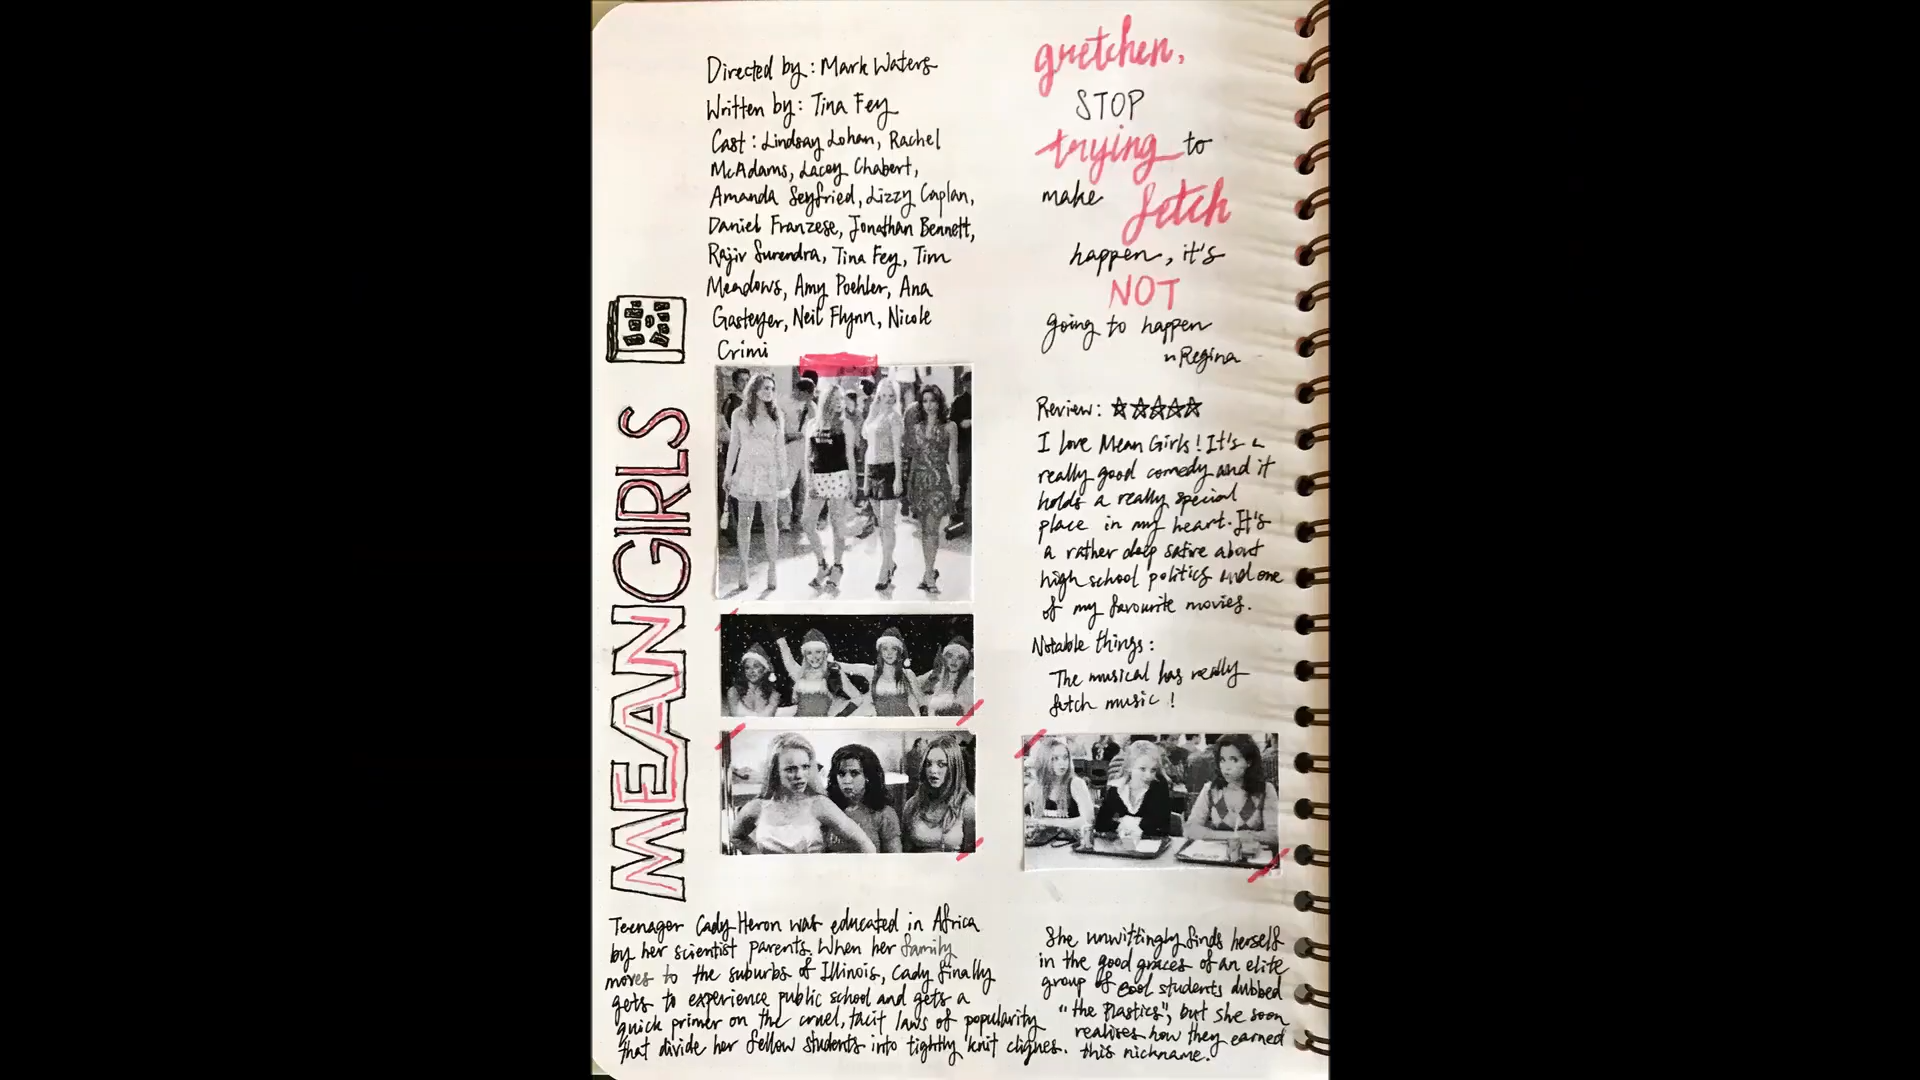 Directed by: Mark Waters
Written by: Tina Fey
Cast: Lindsay Lohan, Rachel
McAdams, Lacey Chabert,
Amanda Seyfried, Lizzy Caplan,
Daniel Franzese, Jonathan Bennett,
Rajiv Surendra, Tina Fey, Tim
Meadows, Amy Poehler, Ana
Gasteyer, Neil Flynn, Nicole
Crimi
MEAN GIRLS
gretchen,
STOP
trying to
make fetch
happen, it's
NOT
going to happen
~Regina
Review: ☆☆☆☆☆
I love Mean Girls! It's a
really good comedy and it
holds a really special
place in my heart. It's
a rather deep satire about
high school politics and one
of my favourite movies.
Notable things:
The musical has really
fetch music!
Teenager Cady Heron was educated in Africa
by her scientist parents. When her family
moves to the suburbs of Illinois, Cady finally
gets to experience public school and gets a
quick primer on the cruel, tacit laws of popularity
that divide her fellow students into tightly knit cliques.
She unwittingly finds herself
in the good graces of an elite
group of cool students dubbed
"the Plastics", but she soon
realises how they earned
this nickname.